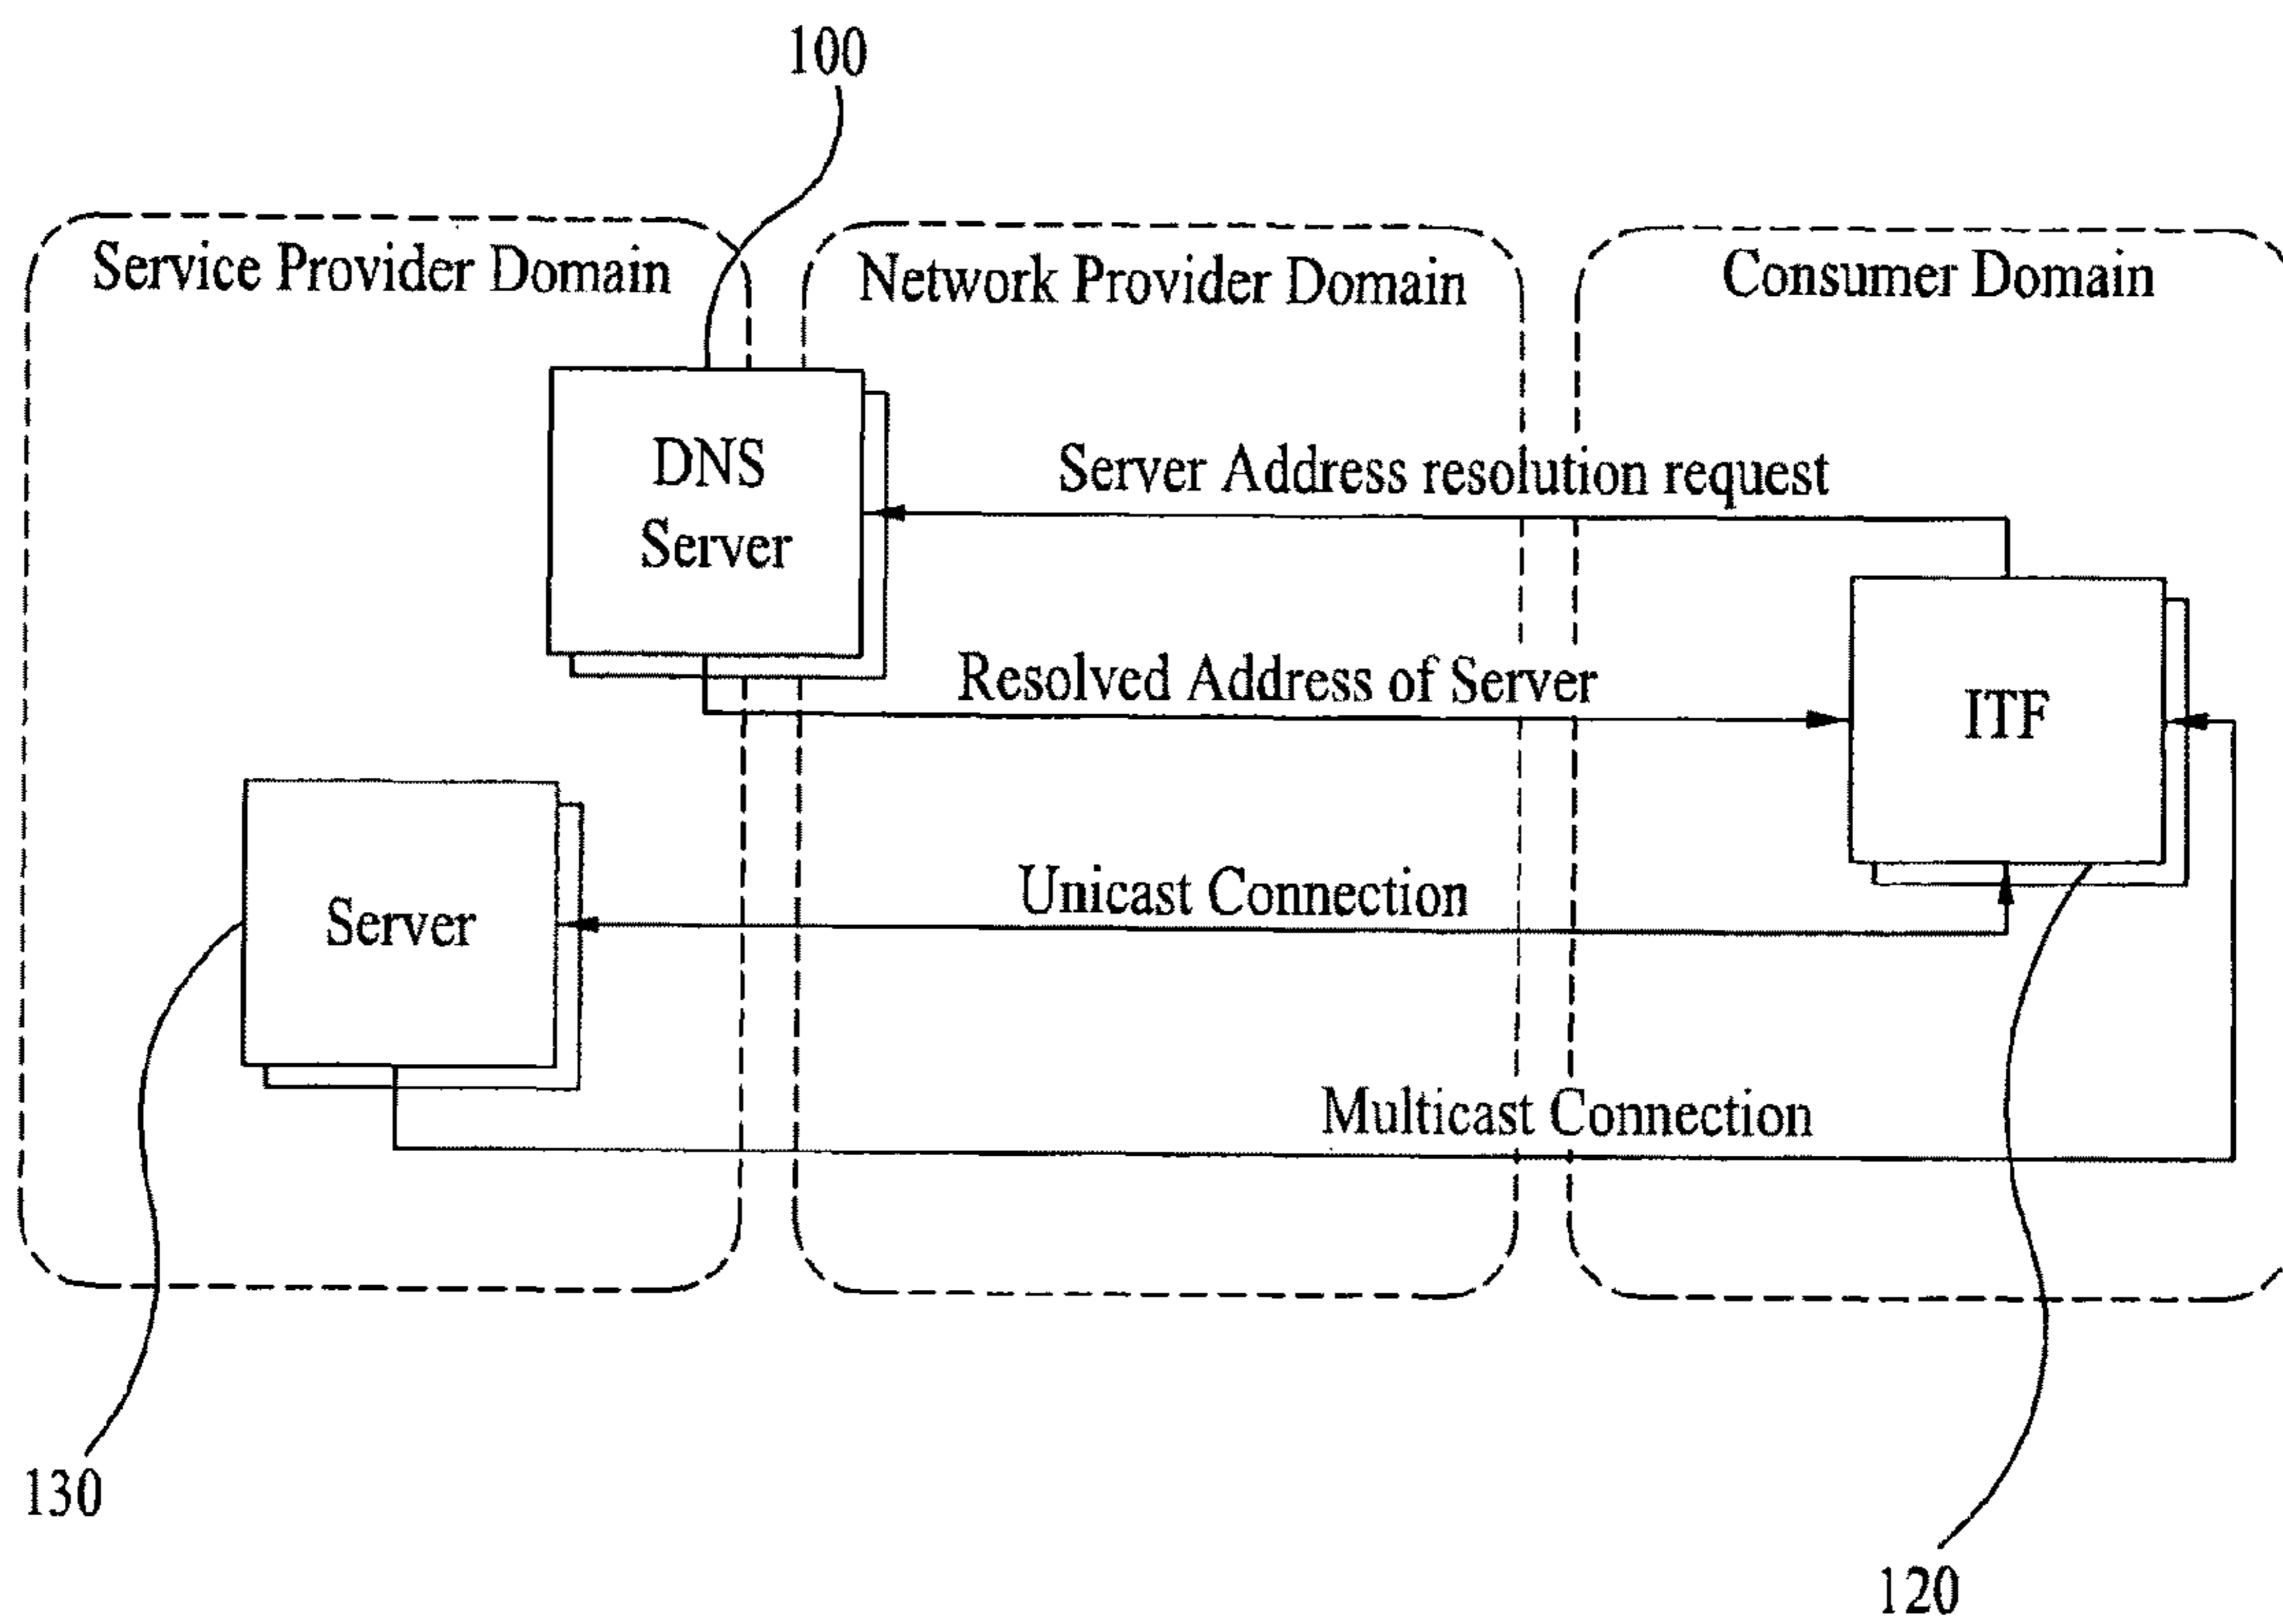 100
Service Provider Domain
Network Provider Domain
Consumer Domain
DNS
Server
Server Address resolution request
Resolved Address of Server
ITF
Server
Unicast Connection
Multicast Connection
130
120